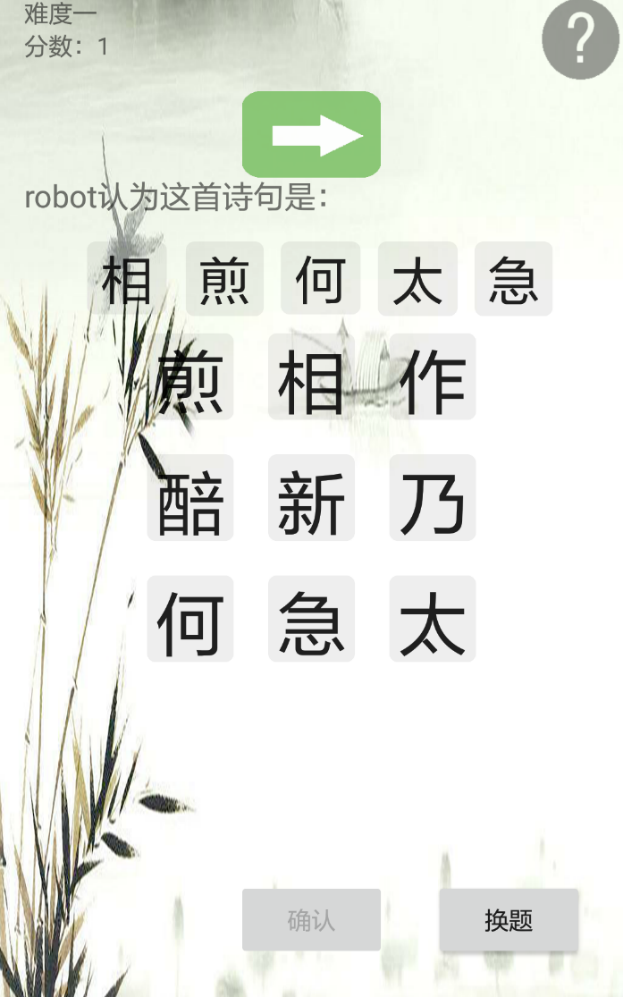 难度一
分数：1
?
robot认为这首诗句是：
相 煎 何 太 急
煎 相 作
醅 新 乃
何 急 太
确认 换题